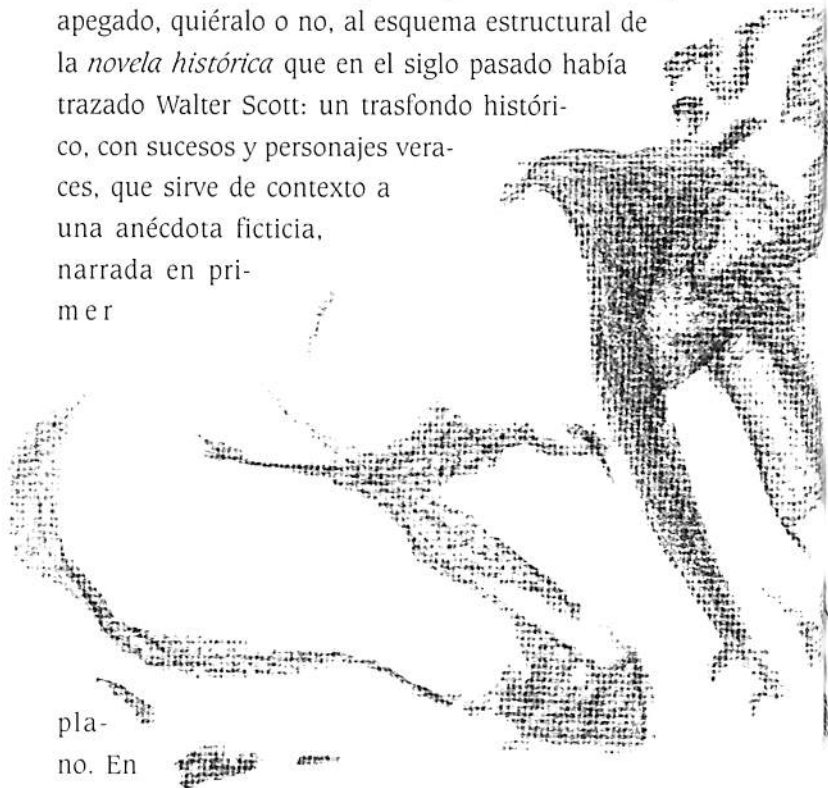 apegado, quiéralo o no, al esquema estructural de
la novela histórica que en el siglo pasado había
trazado Walter Scott: un trasfondo históri-
co, con sucesos y personajes vera-
ces, que sirve de contexto a
una anécdota ficticia,
narrada en pri-
mer
pla-
no. En